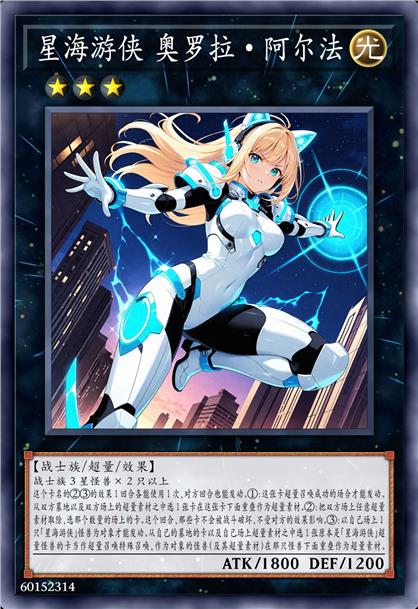 星海游侠 奥罗拉·阿尔法 光
【战士族/超量/效果】
战士族3星怪兽×2只以上
这个卡名的②③的效果1回合各能使用1次,对方回合也能发动。①:这张卡超量召唤成功的场合才能发动。
从双方墓地以及双方场上的超量素材之中选1张卡在这张卡下面重叠作为超量素材。②:把双方场上任意超量
素材取除,选那个数量的场上的卡。这个回合,那些卡不会被战斗破坏,不受对方的效果影响。③:以自己场上1
只「星海游侠」怪兽为对象才能发动。从自己的墓地的卡以及自己场上超量素材之中选1张原本是「星海游侠」超
量怪兽的卡当作超量召唤特殊召唤,作为对象的怪兽(及其超量素材)在那只怪兽下面重叠作为超量素材。
ATK/1800 DEF/1200
60152314